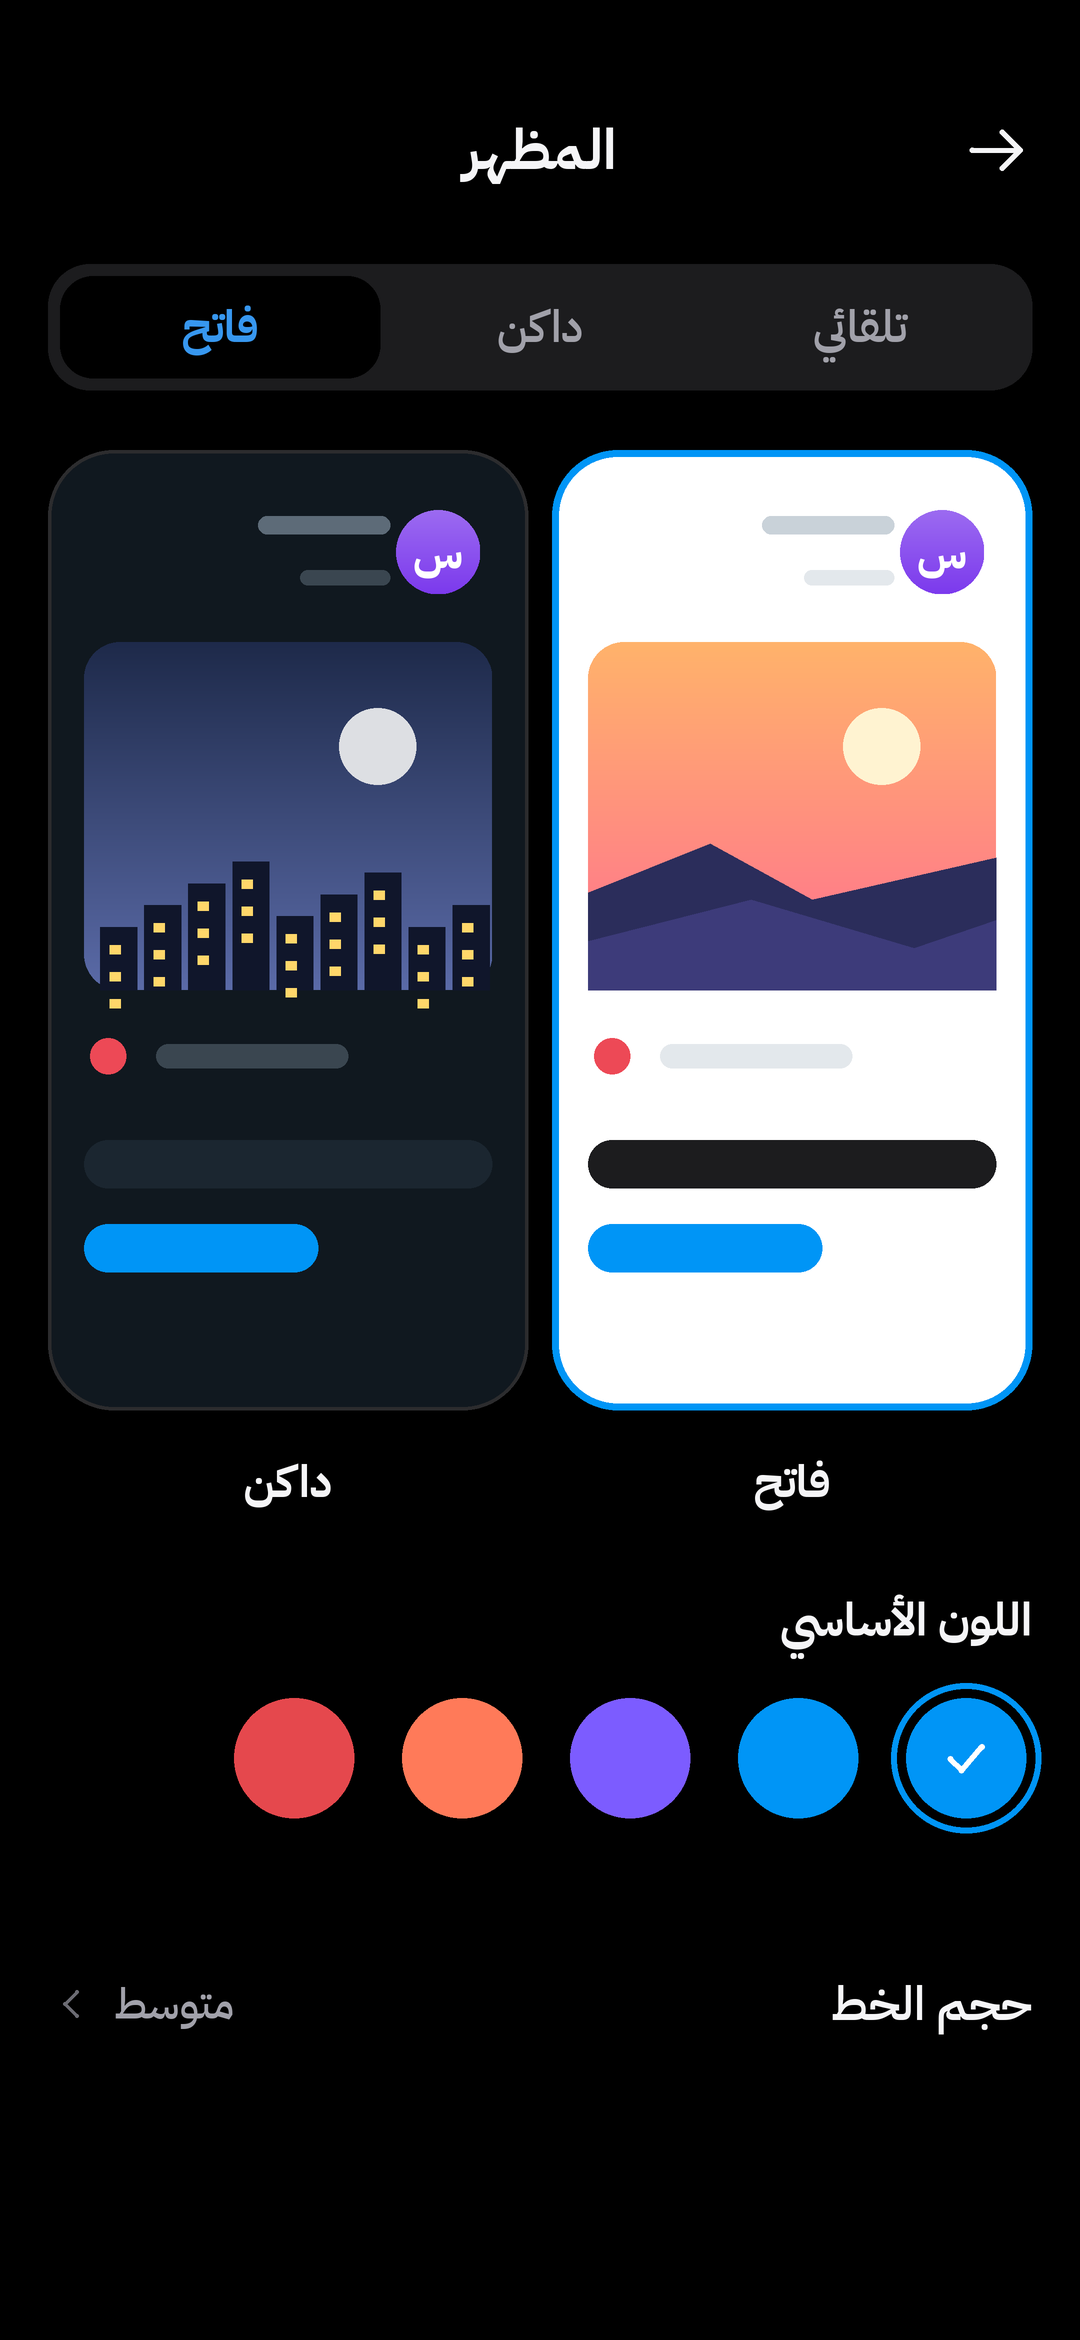 المظهر
تلقائي
داكن
فاتح
س
س
فاتح
داكن
اللون الأساسي
حجم الخط
متوسط